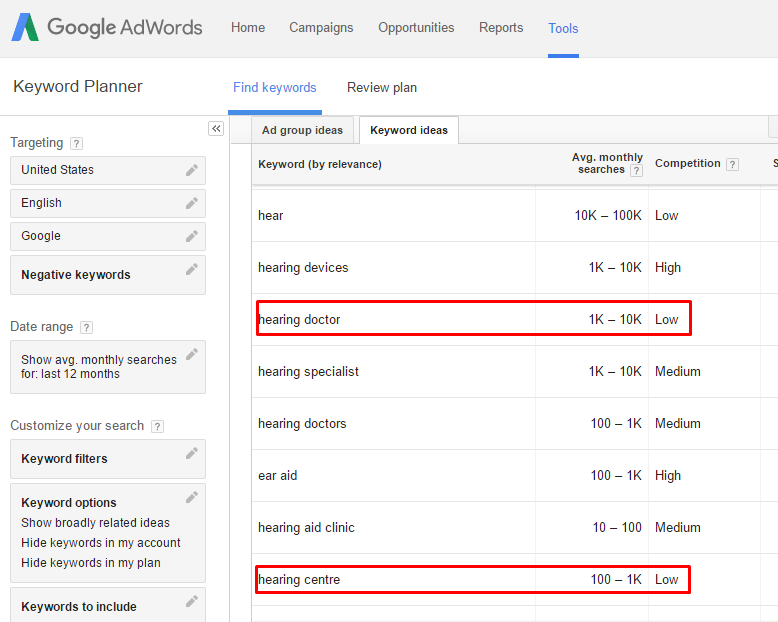 Google AdWords Home Campaigns Opportunities Reports Tools
Keyword Planner Find keywords Review plan
«
Targeting ?
United States
English
Google
Negative keywords
Date range ?
Show avg. monthly searches
for: last 12 months
Customize your search ?
Keyword filters
Keyword options
Show broadly related ideas
Hide keywords in my account
Hide keywords in my plan
Keywords to include
Ad group ideas Keyword ideas
Keyword (by relevance) Avg. monthly searches ? Competition ? S
hear 10K – 100K Low
hearing devices 1K – 10K High
hearing doctor 1K – 10K Low
hearing specialist 1K – 10K Medium
hearing doctors 100 – 1K Medium
ear aid 100 – 1K High
hearing aid clinic 10 – 100 Medium
hearing centre 100 – 1K Low